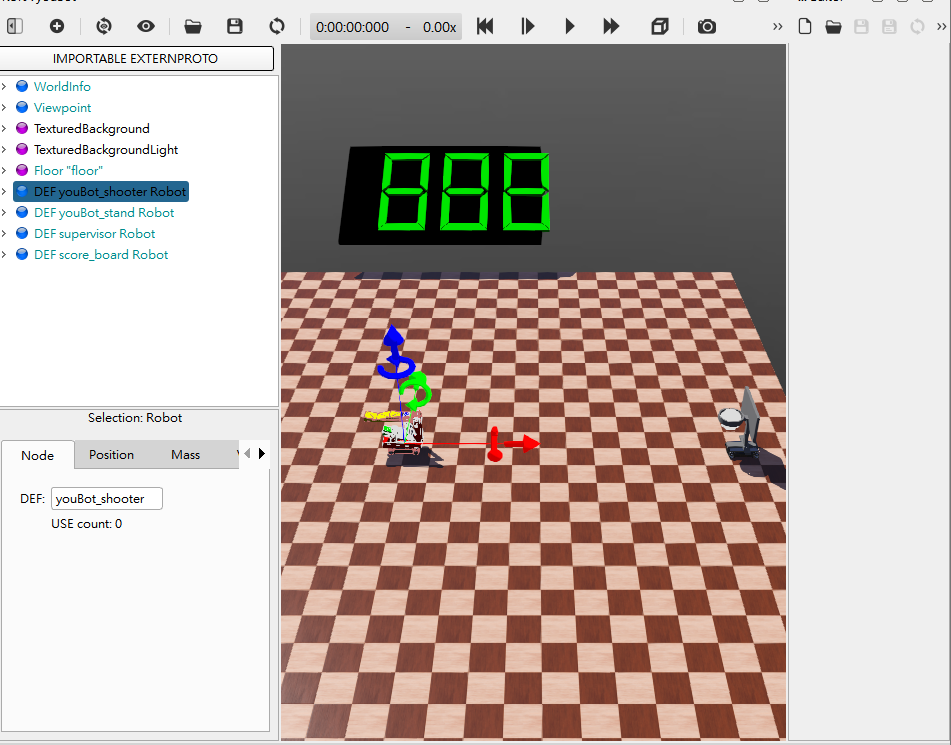 0:00:00:000 - 0.00x
IMPORTABLE EXTERNPROTO
WorldInfo
Viewpoint
TexturedBackground
TexturedBackgroundLight
Floor "floor"
DEF youBot_shooter Robot
DEF youBot_stand Robot
DEF supervisor Robot
DEF score_board Robot
888
Selection: Robot
Node Position Mass
DEF: youBot_shooter
USE count: 0